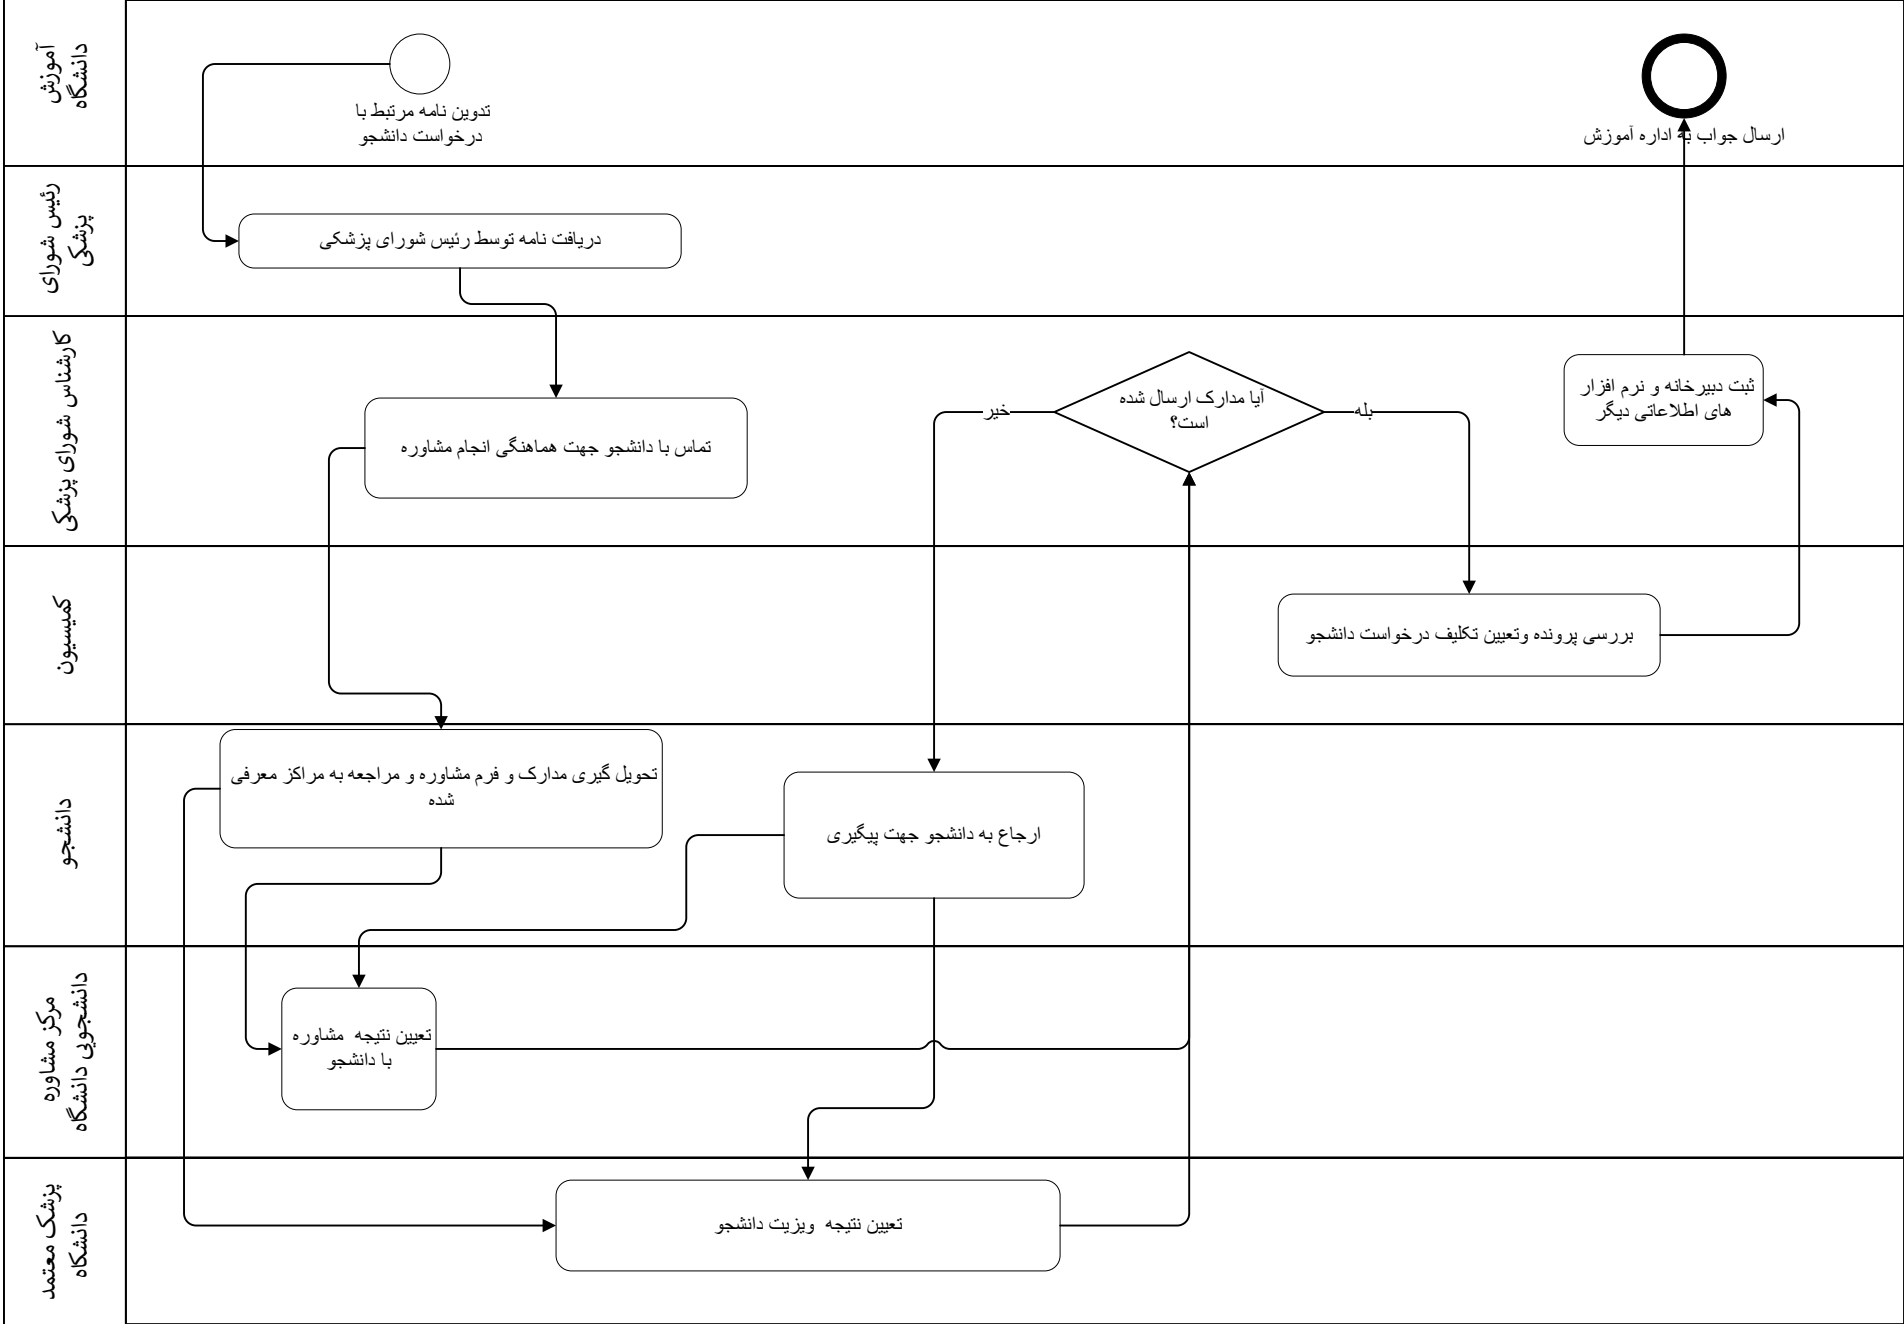 آموزش
دانشگاه
تدوین نامه مرتبط با
درخواست دانشجو
ارسال جواب به اداره آموزش
رئیس شورای
پزشکی
دریافت نامه توسط رئیس شورای پزشکی
کارشناس شورای پزشکی
تماس با دانشجو جهت هماهنگی انجام مشاوره
خیر
آیا مدارک ارسال شده
است؟
بله
ثبت دبیرخانه و نرم افزار
های اطلاعاتی دیگر
کمیسیون
بررسی پرونده وتعیین تکلیف درخواست دانشجو
دانشجو
تحویل گیری مدارک و فرم مشاوره و مراجعه به مراکز معرفی
شده
ارجاع به دانشجو جهت پیگیری
مرکز مشاوره
دانشجویی دانشگاه
تعیین نتیجه مشاوره
با دانشجو
پزشک معتمد
دانشگاه
تعیین نتیجه ویزیت دانشجو